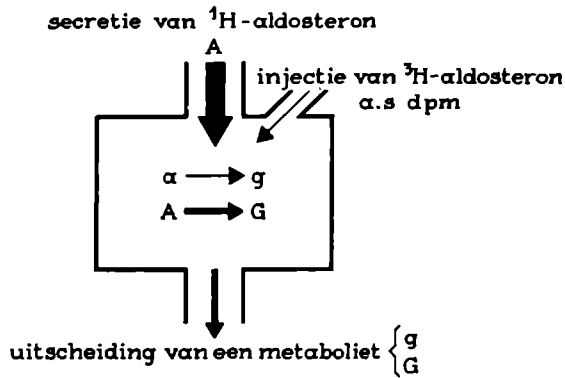 secretie van ¹H-aldosteron
A
injectie van ³H-aldosteron
α.s dpm
α → g
A → G
uitscheiding van een metaboliet { g
G